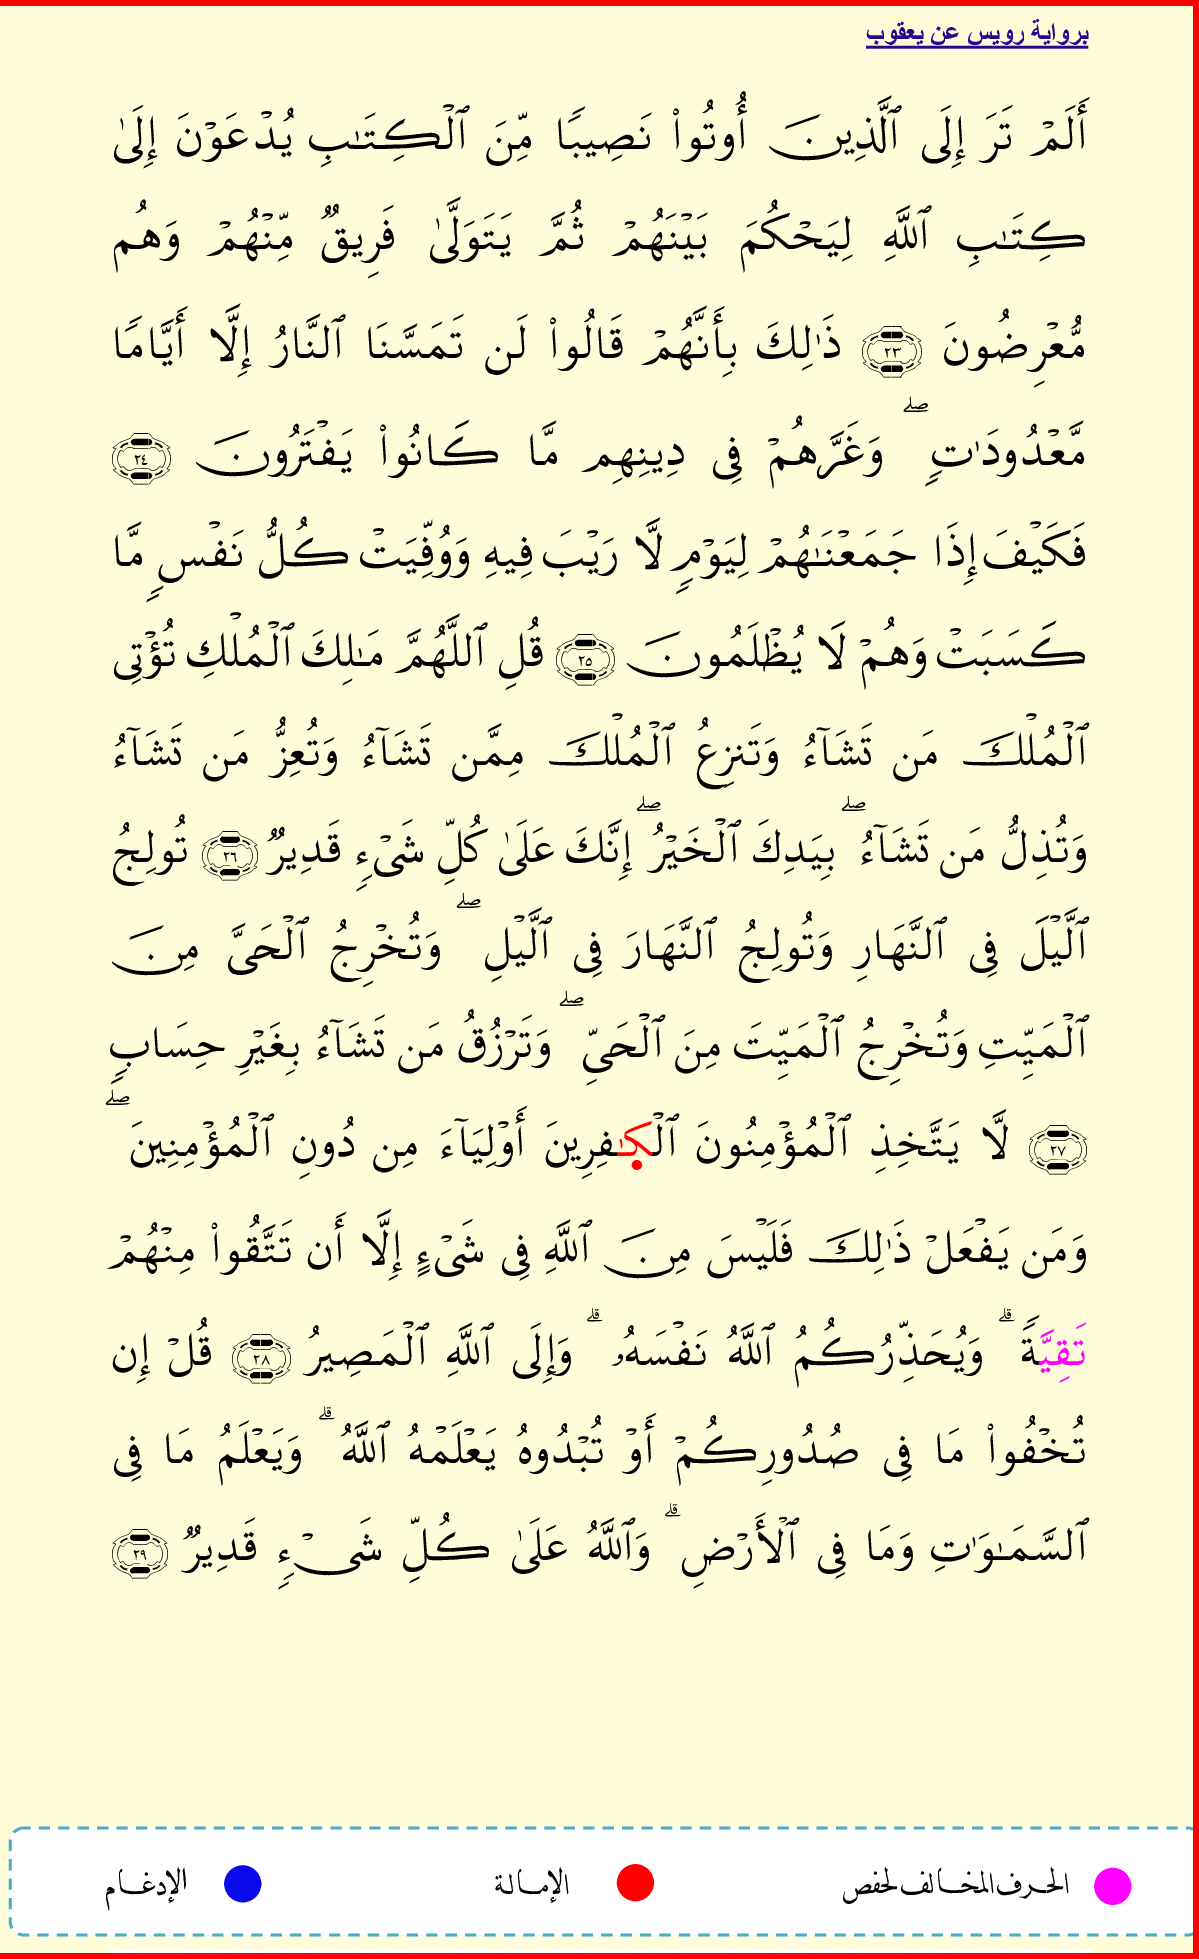 برواية رويس عن يعقوب
أَلَمۡ تَرَ إِلَى ٱلَّذِينَ أُوتُواْ نَصِيبٗا مِّنَ ٱلۡكِتَٰبِ يُدۡعَوۡنَ إِلَىٰ
كِتَٰبِ ٱللَّهِ لِيَحۡكُمَ بَيۡنَهُمۡ ثُمَّ يَتَوَلَّىٰ فَرِيقٞ مِّنۡهُمۡ وَهُم
مُّعۡرِضُونَ ٢٣ ذَٰلِكَ بِأَنَّهُمۡ قَالُواْ لَن تَمَسَّنَا ٱلنَّارُ إِلَّآ أَيَّامٗا
مَّعۡدُودَٰتٖۖ وَغَرَّهُمۡ فِي دِينِهِم مَّا كَانُواْ يَفۡتَرُونَ ٢٤
فَكَيۡفَ إِذَا جَمَعۡنَٰهُمۡ لِيَوۡمٖ لَّا رَيۡبَ فِيهِ وَوُفِّيَتۡ كُلُّ نَفۡسٖ مَّا
كَسَبَتۡ وَهُمۡ لَا يُظۡلَمُونَ ٢٥ قُلِ ٱللَّهُمَّ مَٰلِكَ ٱلۡمُلۡكِ تُؤۡتِي
ٱلۡمُلۡكَ مَن تَشَآءُ وَتَنزِعُ ٱلۡمُلۡكَ مِمَّن تَشَآءُ وَتُعِزُّ مَن تَشَآءُ
وَتُذِلُّ مَن تَشَآءُۖ بِيَدِكَ ٱلۡخَيۡرُۖ إِنَّكَ عَلَىٰ كُلِّ شَيۡءٖ قَدِيرٞ ٢٦ تُولِجُ
ٱلَّيۡلَ فِي ٱلنَّهَارِ وَتُولِجُ ٱلنَّهَارَ فِي ٱلَّيۡلِۖ وَتُخۡرِجُ ٱلۡحَيَّ مِنَ
ٱلۡمَيِّتِ وَتُخۡرِجُ ٱلۡمَيِّتَ مِنَ ٱلۡحَيِّۖ وَتَرۡزُقُ مَن تَشَآءُ بِغَيۡرِ حِسَابٖ
٢٧ لَّا يَتَّخِذِ ٱلۡمُؤۡمِنُونَ ٱلۡكَٰفِرِينَ أَوۡلِيَآءَ مِن دُونِ ٱلۡمُؤۡمِنِينَۖ
وَمَن يَفۡعَلۡ ذَٰلِكَ فَلَيۡسَ مِنَ ٱللَّهِ فِي شَيۡءٍ إِلَّآ أَن تَتَّقُواْ مِنۡهُمۡ
تَقِيَّةٗۗ وَيُحَذِّرُكُمُ ٱللَّهُ نَفۡسَهُۥۗ وَإِلَى ٱللَّهِ ٱلۡمَصِيرُ ٢٨ قُلۡ إِن
تُخۡفُواْ مَا فِي صُدُورِكُمۡ أَوۡ تُبۡدُوهُ يَعۡلَمۡهُ ٱللَّهُۗ وَيَعۡلَمُ مَا فِي
ٱلسَّمَٰوَٰتِ وَمَا فِي ٱلۡأَرۡضِۗ وَٱللَّهُ عَلَىٰ كُلِّ شَيۡءٖ قَدِيرٞ ٢٩
الحرف المخالف لحفص الإمالة الإدغام